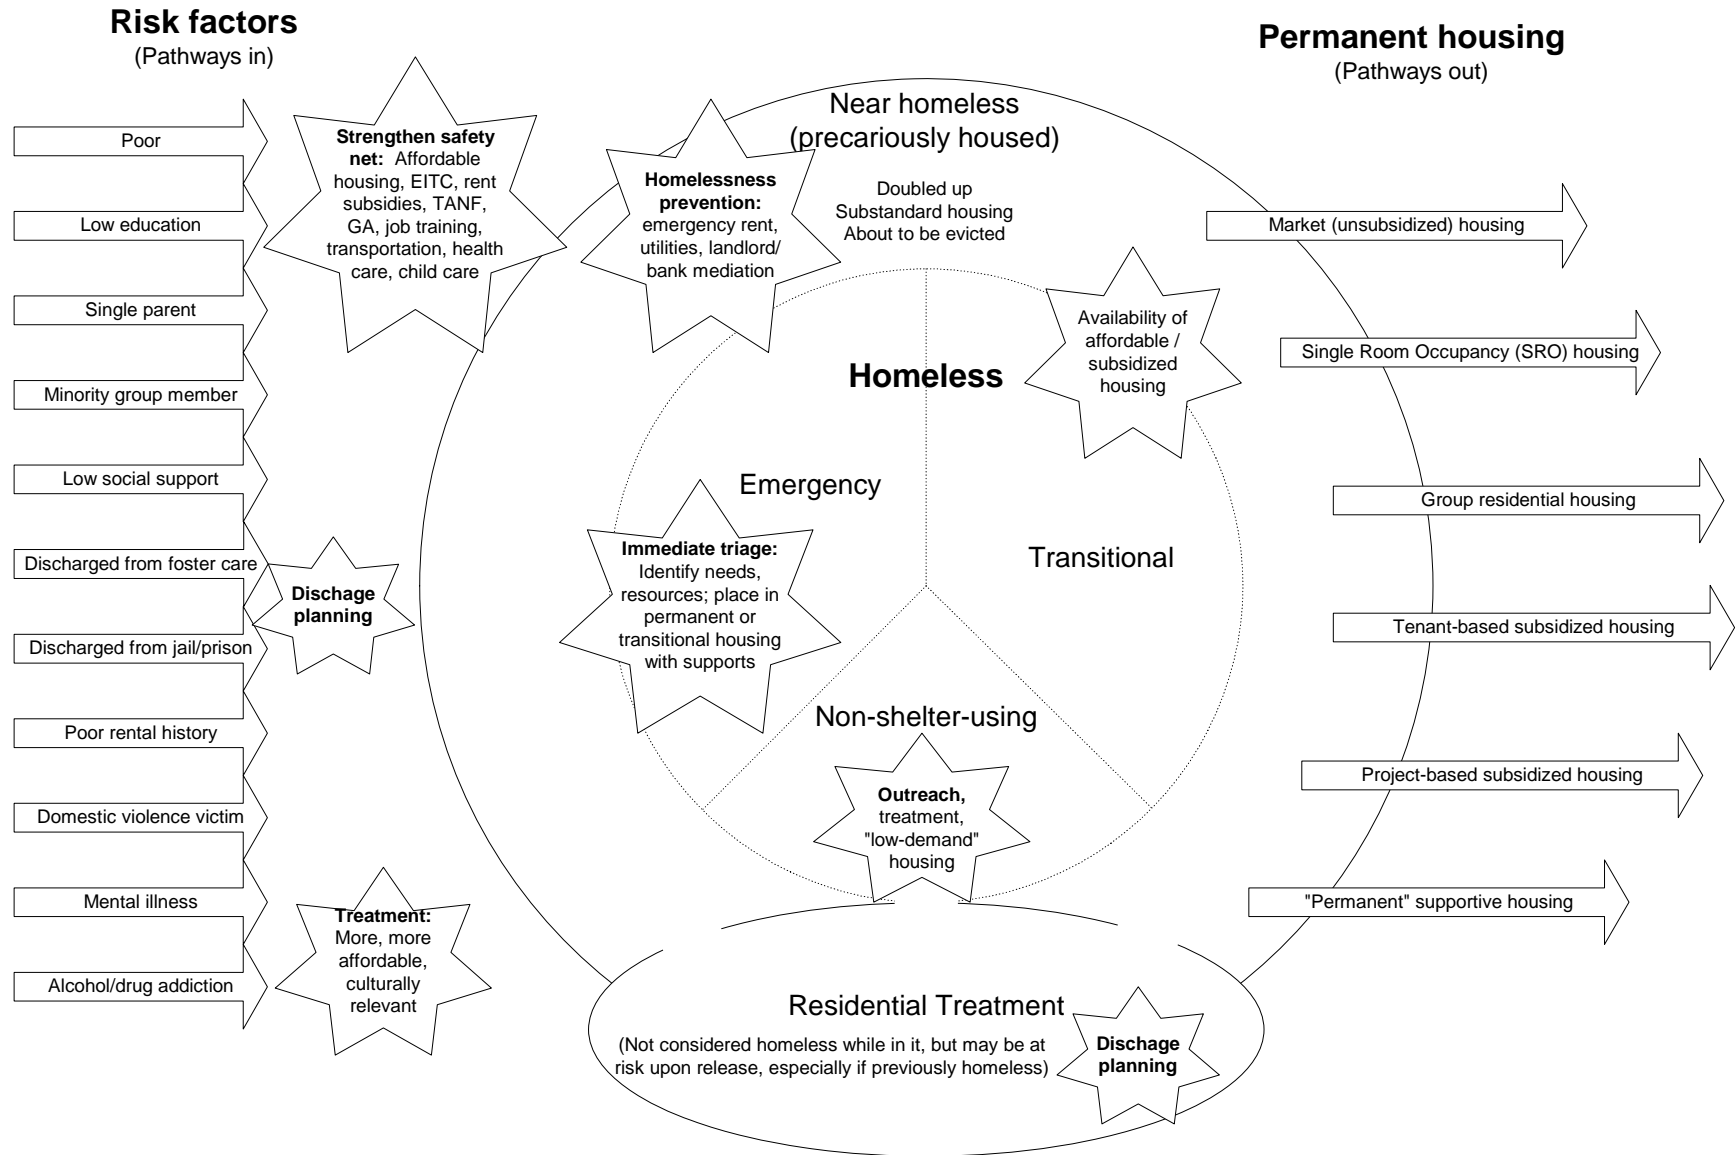 Risk factors
(Pathways in)
Poor
Low education
Single parent
Minority group member
Low social support
Discharged from foster care
Discharged from jail/prison
Poor rental history
Domestic violence victim
Mental illness
Alcohol/drug addiction
Strengthen safety
net: Affordable
housing, EITC, rent
subsidies, TANF,
GA, job training,
transportation, health
care, child care
Dischage
planning
Treatment:
More, more
affordable,
culturally
relevant
Near homeless
(precariously housed)
Doubled up
Substandard housing
About to be evicted
Homelessness
prevention:
emergency rent,
utilities, landlord/
bank mediation
Homeless
Availability of
affordable /
subsidized
housing
Emergency
Immediate triage:
Identify needs,
resources; place in
permanent or
transitional housing
with supports
Transitional
Non-shelter-using
Outreach,
treatment,
"low-demand"
housing
Residential Treatment
(Not considered homeless while in it, but may be at
risk upon release, especially if previously homeless)
Dischage
planning
Permanent housing
(Pathways out)
Market (unsubsidized) housing
Single Room Occupancy (SRO) housing
Group residential housing
Tenant-based subsidized housing
Project-based subsidized housing
"Permanent" supportive housing